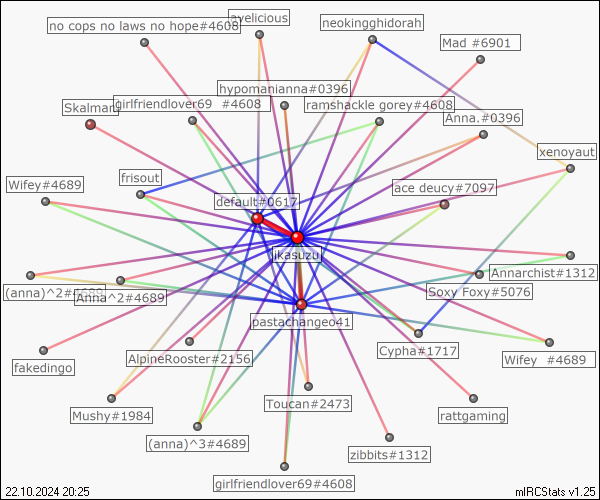 no cops no laws no hope#4608
avelicious
neokingghidorah
Mad #6901
hypomanianna#0396
Skalman
girlfriendlover69 #4608
ramshackle gorey#4608
Anna.#0396
xenoyaut
Wifey#4689
frisout
ace deucy#7097
default#0617
jikasuzu
(anna)^2#4689
Anna^2#4689
Annarchist#1312
Soxy Foxy#5076
pastachangeo41
fakedingo
AlpineRooster#2156
Cypha#1717
Wifey #4689
Mushy#1984
Toucan#2473
rattgaming
(anna)^3#4689
zibbits#1312
girlfriendlover69#4608
22.10.2024 20:25
mIRCStats v1.25